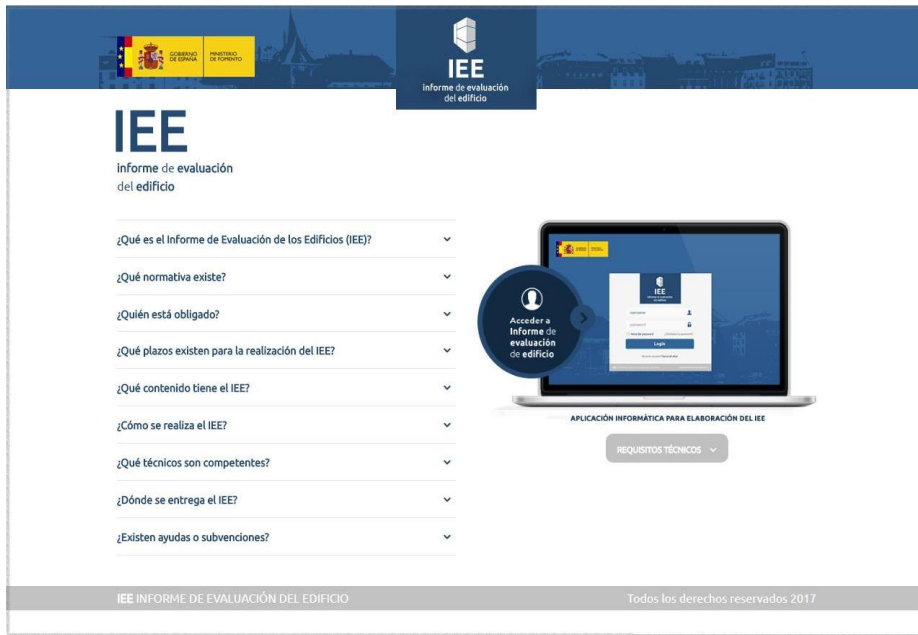 GOBIERNO
DE ESPAÑA
MINISTERIO
DE FOMENTO
IEE
informe de evaluación
del edificio
IEE
informe de evaluación
del edificio
¿Qué es el Informe de Evaluación de los Edificios (IEE)?
¿Qué normativa existe?
¿Quién está obligado?
¿Qué plazos existen para la realización del IEE?
¿Qué contenido tiene el IEE?
¿Cómo se realiza el IEE?
¿Qué técnicos son competentes?
¿Dónde se entrega el IEE?
¿Existen ayudas o subvenciones?
Acceder a
Informe de
evaluación
de edificio
IEE
Login
APLICACIÓN INFORMÁTICA PARA ELABORACIÓN DEL IEE
REQUISITOS TÉCNICOS
IEE INFORME DE EVALUACIÓN DEL EDIFICIO
Todos los derechos reservados 2017